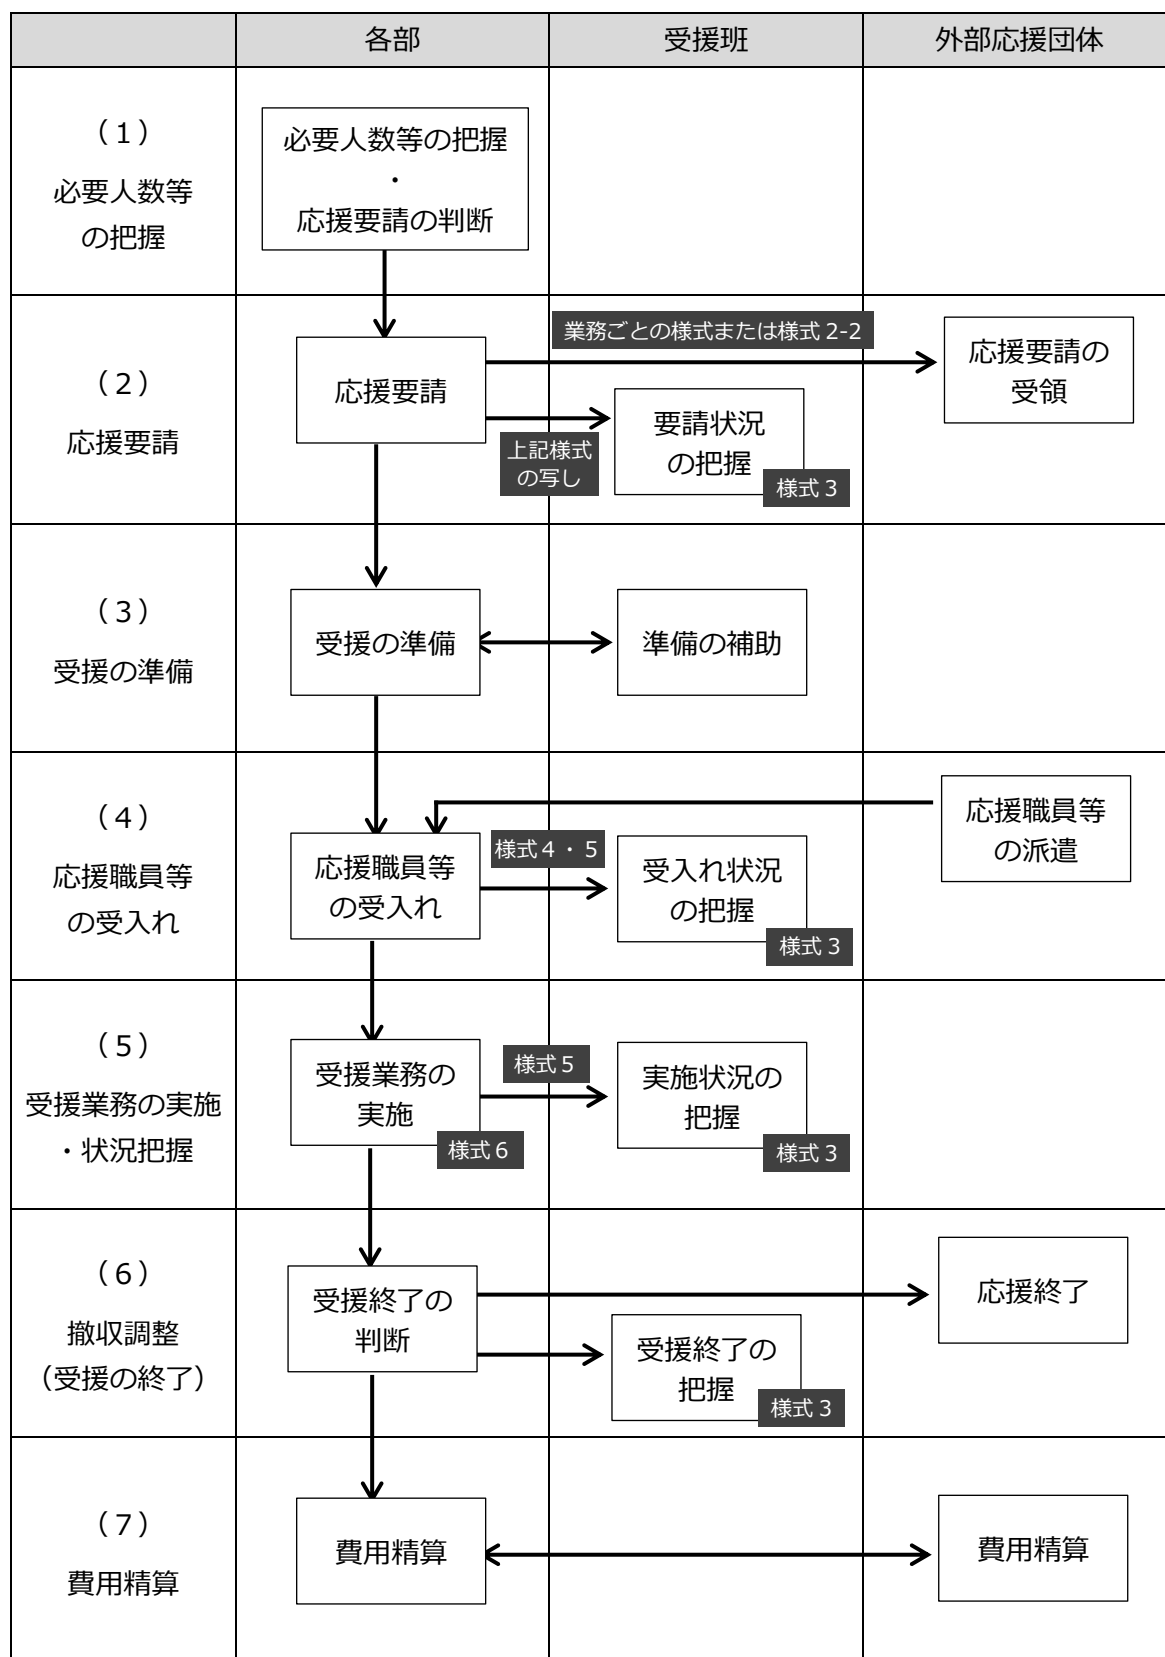 各部
受援班
外部応援団体
（１）
必要人数等
の把握
必要人数等の把握
・
応援要請の判断
（２）
応援要請
応援要請
業務ごとの様式または様式 2-2
応援要請の
受領
上記様式
の写し
要請状況
の把握
様式３
（３）
受援の準備
受援の準備
準備の補助
（４）
応援職員等
の受入れ
応援職員等
の受入れ
様式４・５
受入れ状況
の把握
様式３
応援職員等
の派遣
（５）
受援業務の実施
・状況把握
受援業務の
実施
様式６
様式５
実施状況の
把握
様式３
（６）
撤収調整
（受援の終了）
受援終了の
判断
受援終了の
把握
様式３
応援終了
（７）
費用精算
費用精算
費用精算